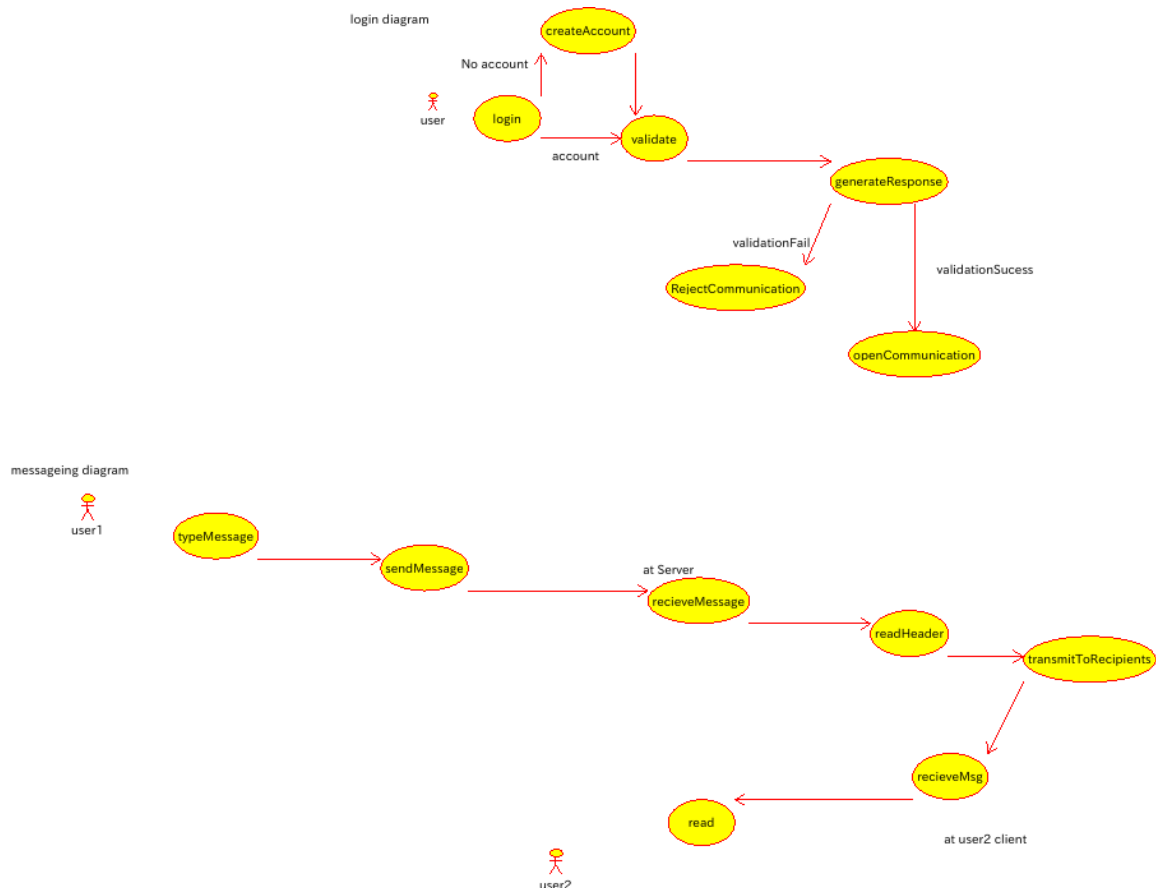 login diagram
createAccount
No account
user
login
validate
account
generateResponse
validationFail
validationSucess
RejectCommunication
openCommunication
messageing diagram
user1
typeMessage
sendMessage
at Server
recieveMessage
readHeader
transmitToRecipients
recieveMsg
read
at user2 client
user2